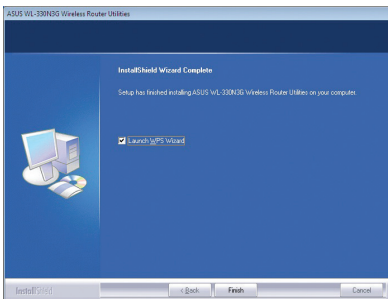 ASUS WL-330N3G Wireless Router Utilities
InstallShield Wizard Complete
Setup has finished installing ASUS WL-330N3G Wireless Router Utilities on your computer.
Launch WPS Wizard
InstallShield
< Back
Finish
Cancel